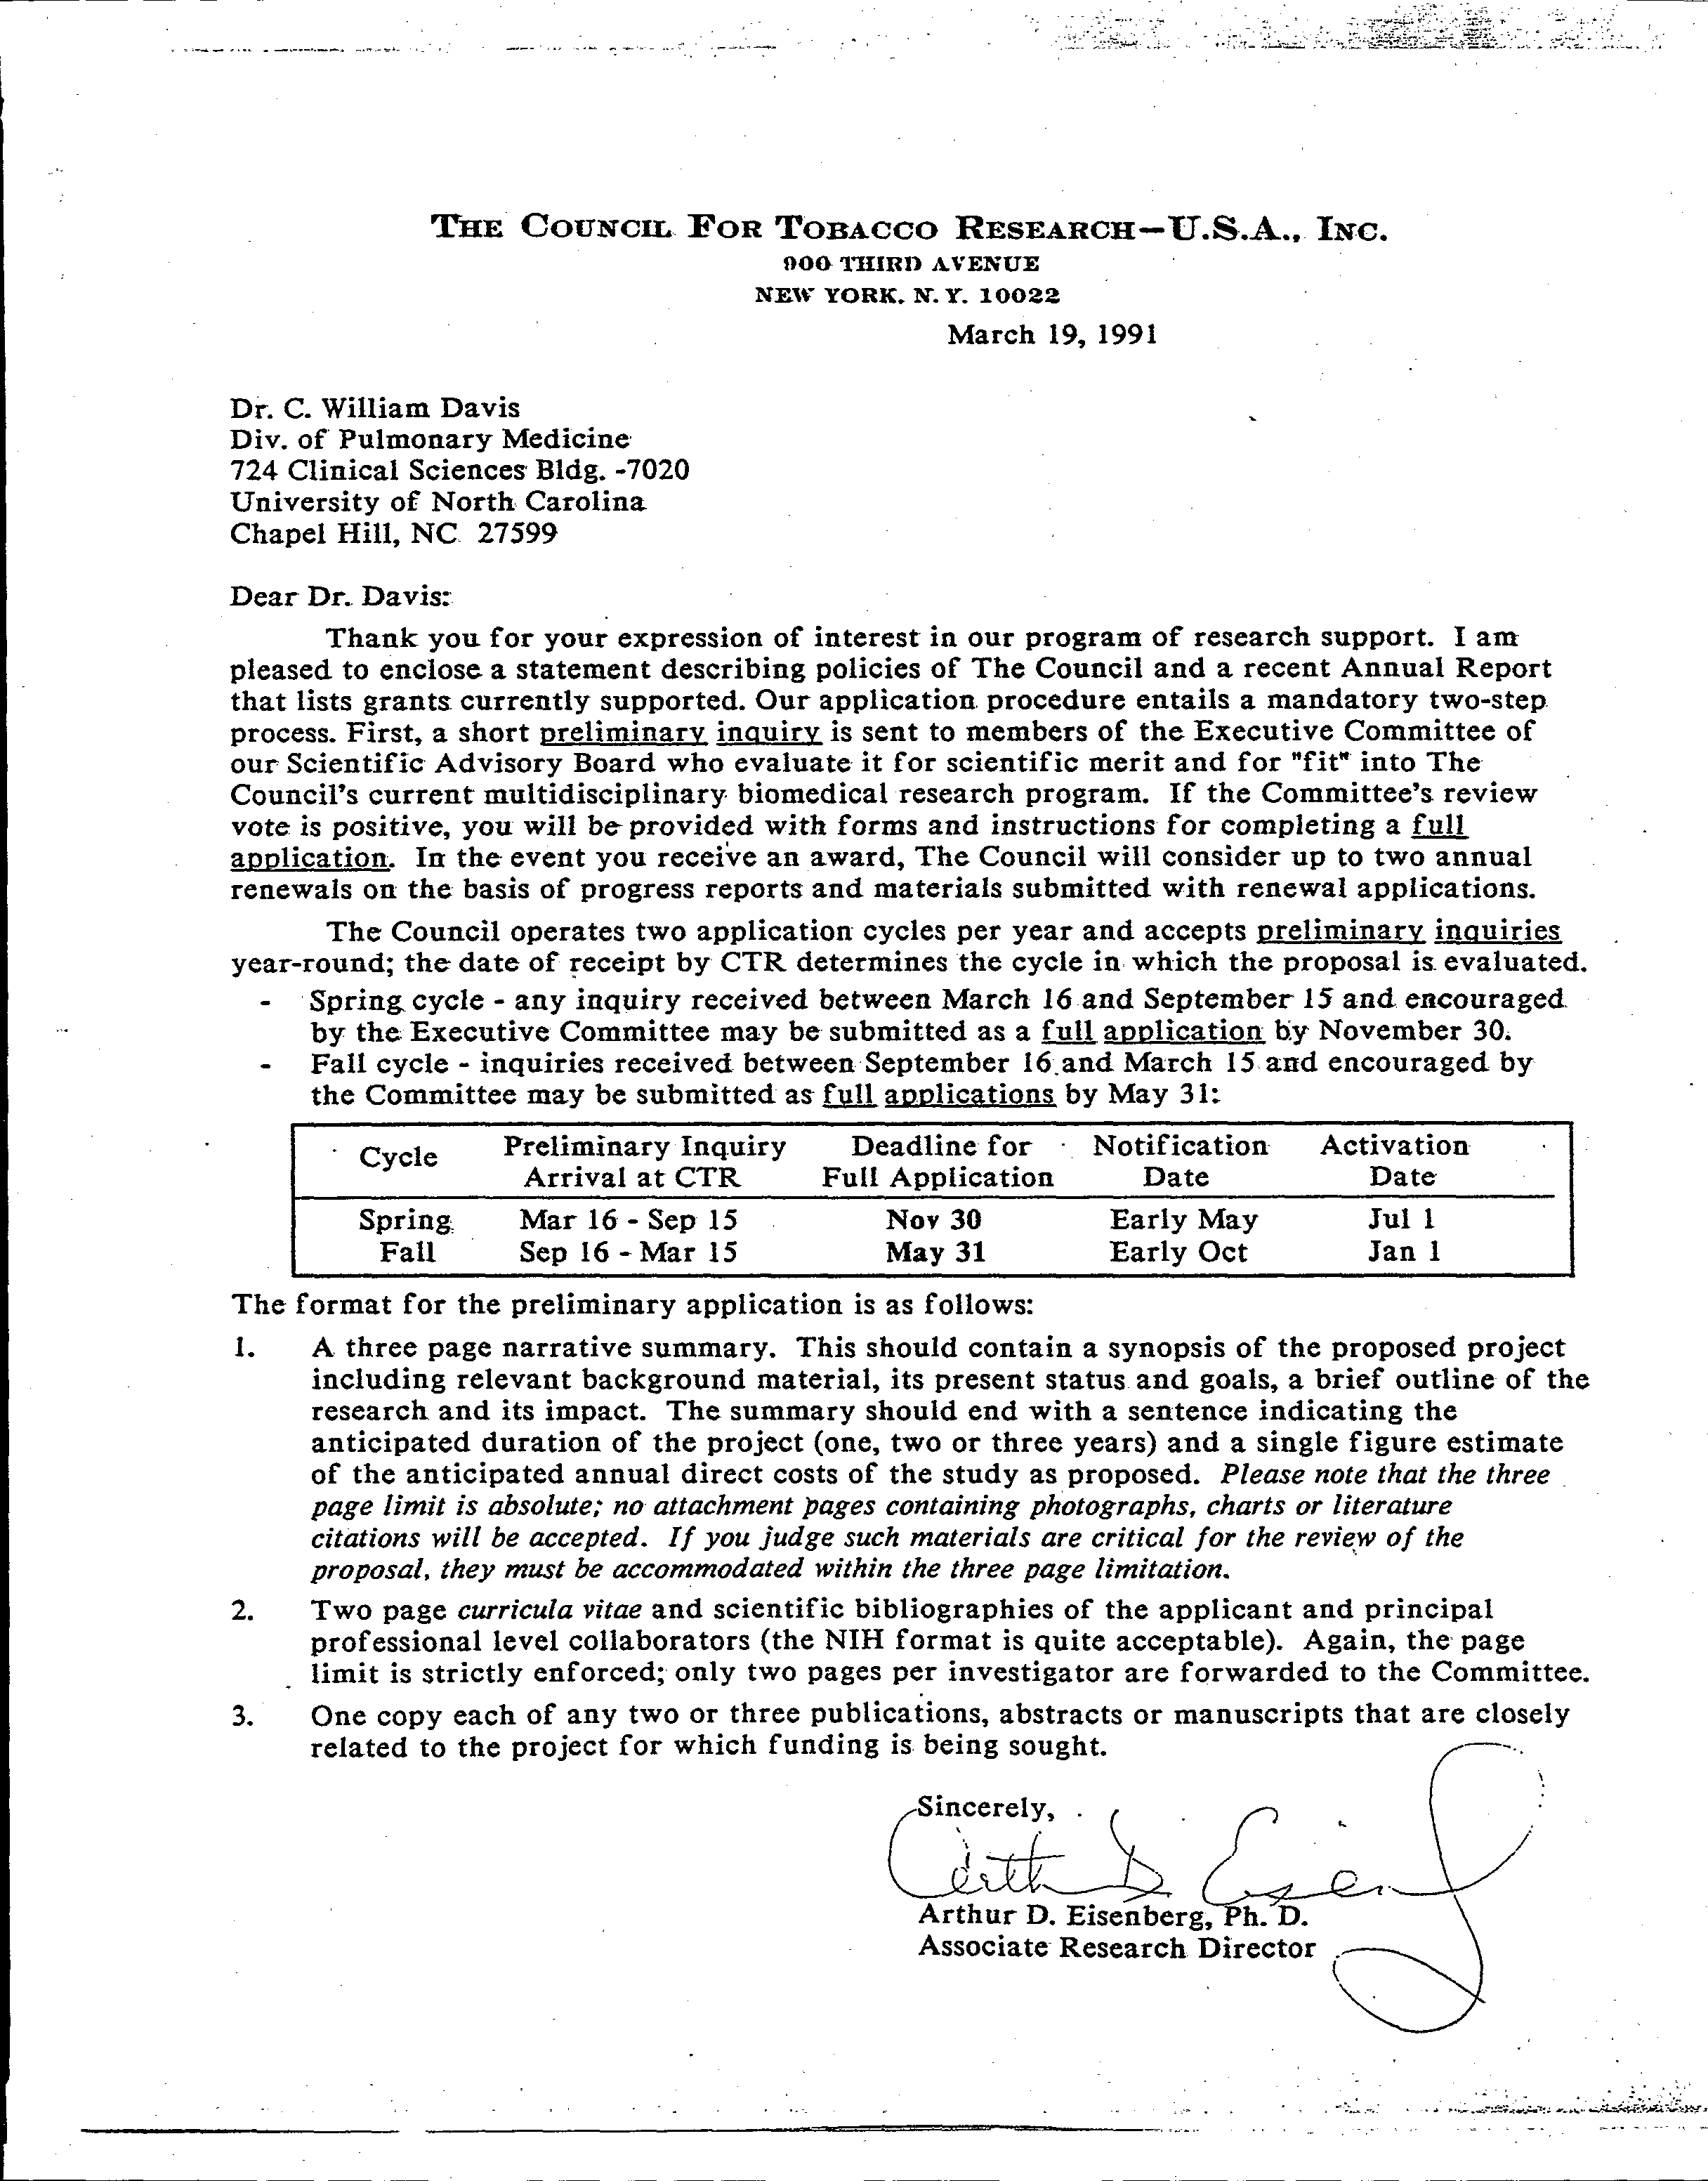 THE COUNCIL FOR TOBACCO RESEARCH—U.S.A., INC.
900 THIRD AVENUE
NEW YORK, N. Y. 10022
March 19, 1991
Dr. C. William Davis
Div. of Pulmonary Medicine
724 Clinical Sciences Bldg. -7020
University of North Carolina
Chapel Hill, NC 27599
Dear Dr. Davis:
Thank you for your expression of interest in our program of research support. I am
pleased to enclose a statement describing policies of The Council and a recent Annual Report
that lists grants currently supported. Our application procedure entails a mandatory two-step
process. First, a short preliminary inquiry is sent to members of the Executive Committee of
our Scientific Advisory Board who evaluate it for scientific merit and for "fit" into The
Council's current multidisciplinary biomedical research program. If the Committee's review
vote is positive, you will be provided with forms and instructions for completing a full
application. In the event you receive an award, The Council will consider up to two annual
renewals on the basis of progress reports and materials submitted with renewal applications.
The Council operates two application cycles per year and accepts preliminary inquiries
year-round; the date of receipt by CTR determines the cycle in which the proposal is evaluated.
- Spring cycle - any inquiry received between March 16 and September 15 and encouraged
by the Executive Committee may be submitted as a full application by November 30.
- Fall cycle - inquiries received between September 16 and March 15 and encouraged by
the Committee may be submitted as full applications by May 31:
Cycle Preliminary Inquiry Deadline for Notification Activation
Arrival at CTR Full Application Date Date
Spring Mar 16 - Sep 15 Nov 30 Early May Jul 1
Fall Sep 16 - Mar 15 May 31 Early Oct Jan 1
The format for the preliminary application is as follows:
1. A three page narrative summary. This should contain a synopsis of the proposed project
including relevant background material, its present status and goals, a brief outline of the
research and its impact. The summary should end with a sentence indicating the
anticipated duration of the project (one, two or three years) and a single figure estimate
of the anticipated annual direct costs of the study as proposed. Please note that the three
page limit is absolute; no attachment pages containing photographs, charts or literature
citations will be accepted. If you judge such materials are critical for the review of the
proposal, they must be accommodated within the three page limitation.
2. Two page curricula vitae and scientific bibliographies of the applicant and principal
professional level collaborators (the NIH format is quite acceptable). Again, the page
limit is strictly enforced; only two pages per investigator are forwarded to the Committee.
3. One copy each of any two or three publications, abstracts or manuscripts that are closely
related to the project for which funding is being sought.
Sincerely,
Arthur D. Eisenberg, Ph. D.
Associate Research Director